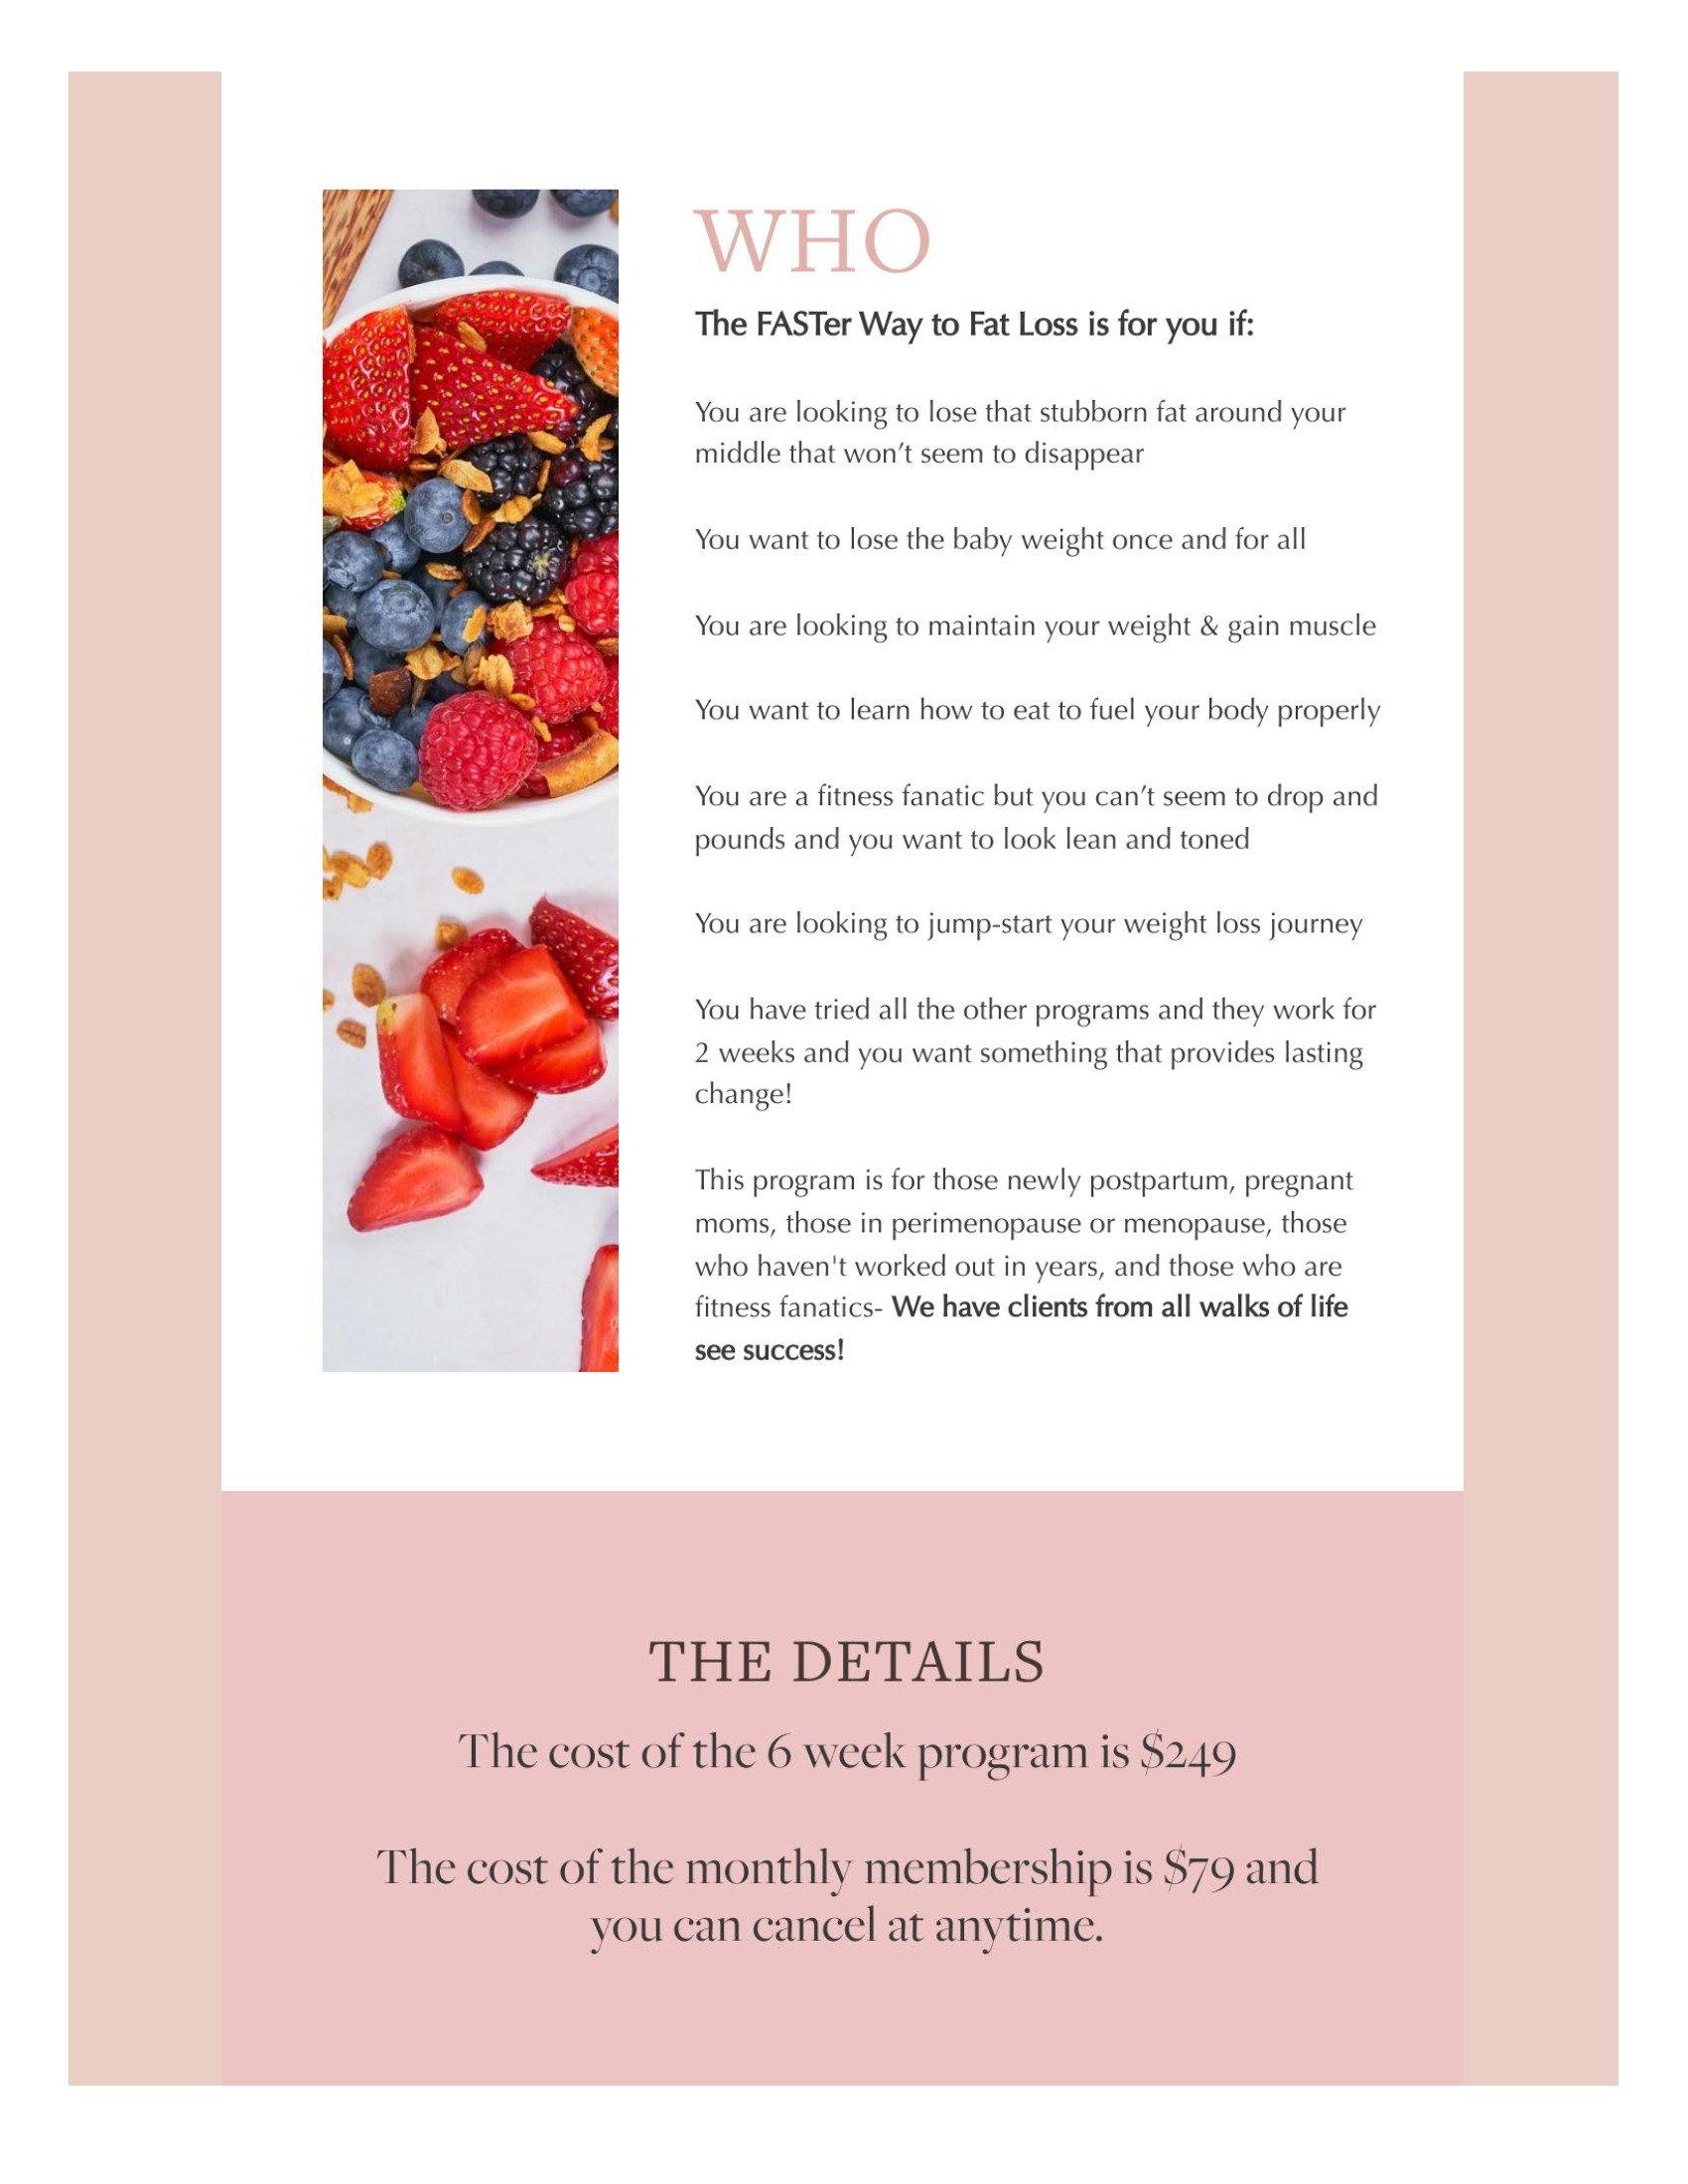 WHO
The FASTer Way to Fat Loss is for you if:
You are looking to lose that stubborn fat around your
middle that won’t seem to disappear
You want to lose the baby weight once and for all
You are looking to maintain your weight & gain muscle
You want to learn how to eat to fuel your body properly
You are a fitness fanatic but you can’t seem to drop and
pounds and you want to look lean and toned
You are looking to jump-start your weight loss journey
You have tried all the other programs and they work for
2 weeks and you want something that provides lasting
change!
This program is for those newly postpartum, pregnant
moms, those in perimenopause or menopause, those
who haven't worked out in years, and those who are
fitness fanatics- We have clients from all walks of life
see success!
THE DETAILS
The cost of the 6 week program is $249
The cost of the monthly membership is $79 and
you can cancel at anytime.